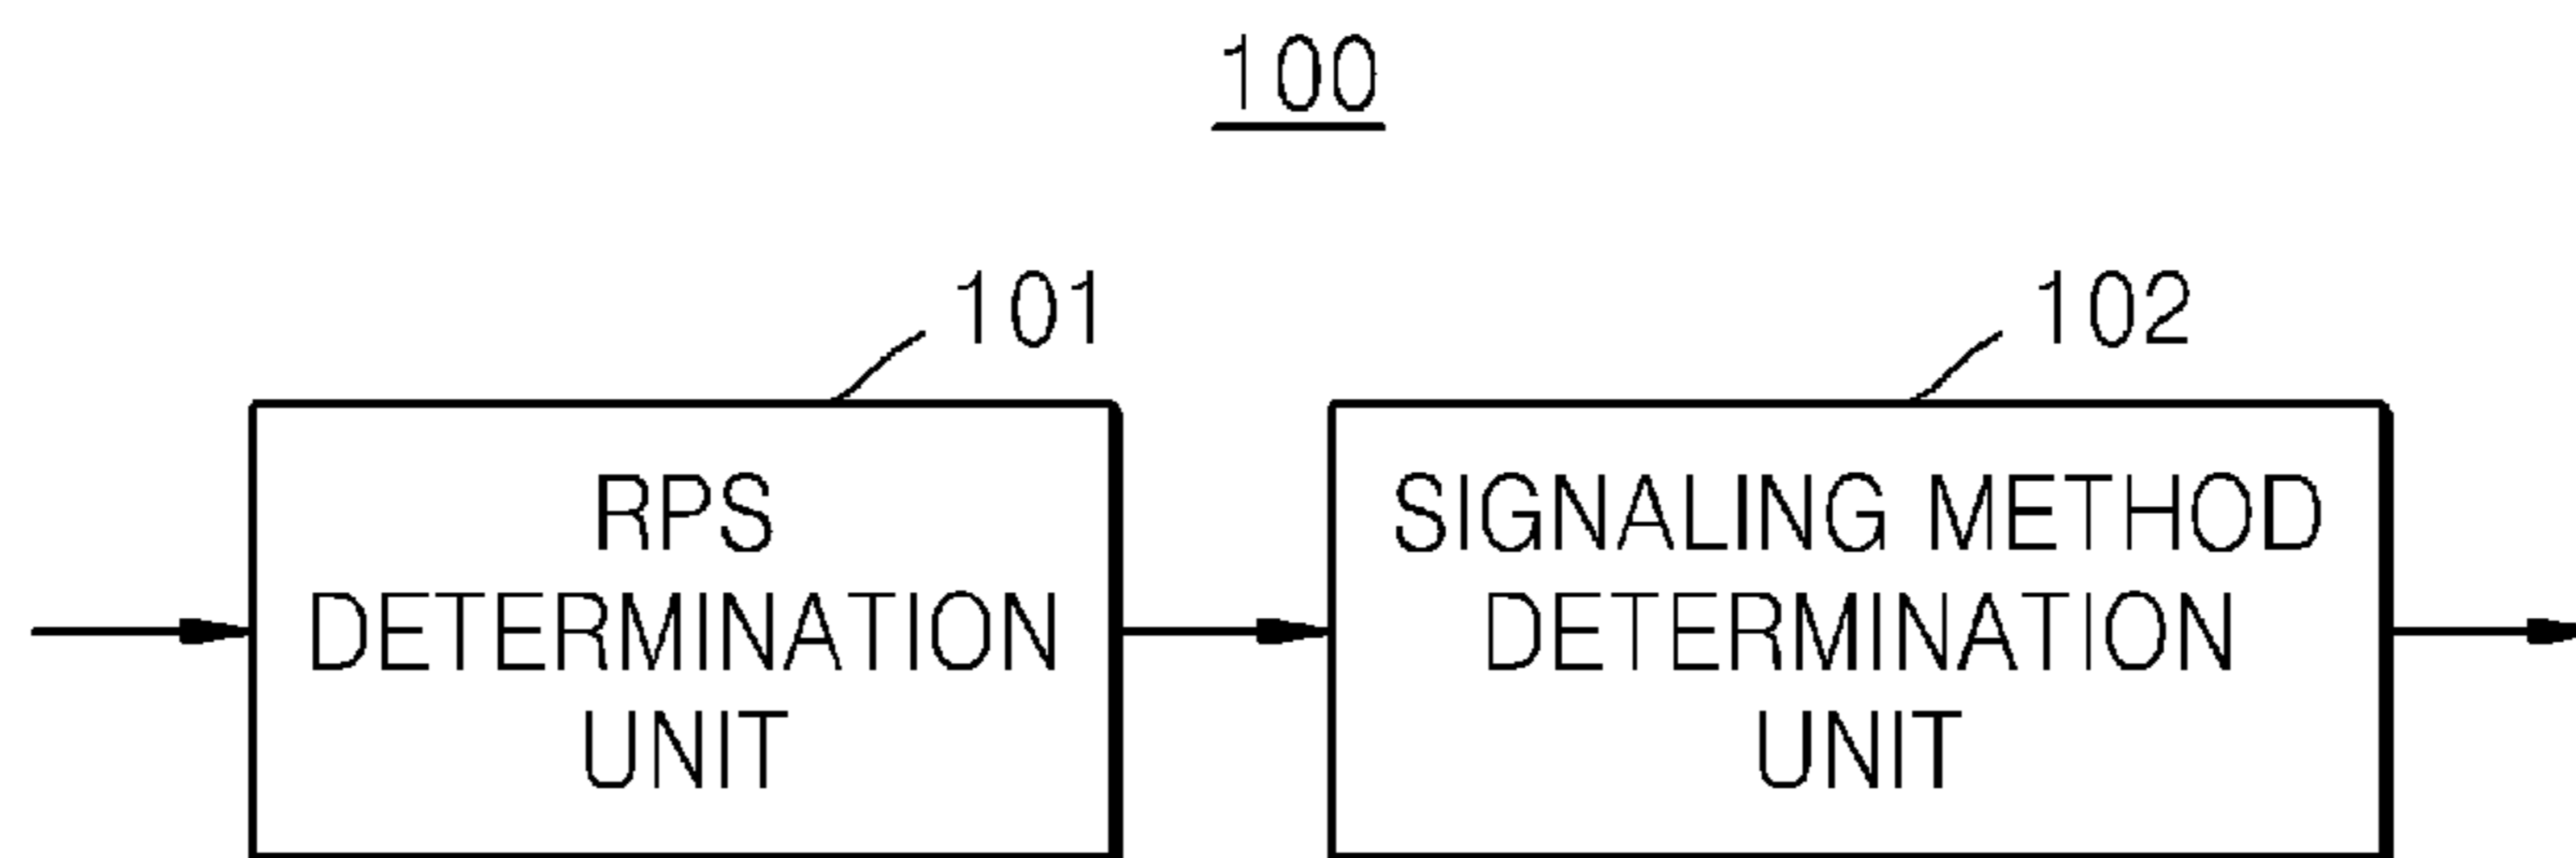 100
101
102
RPS
DETERMINATION
UNIT
SIGNALING METHOD
DETERMINATION
UNIT